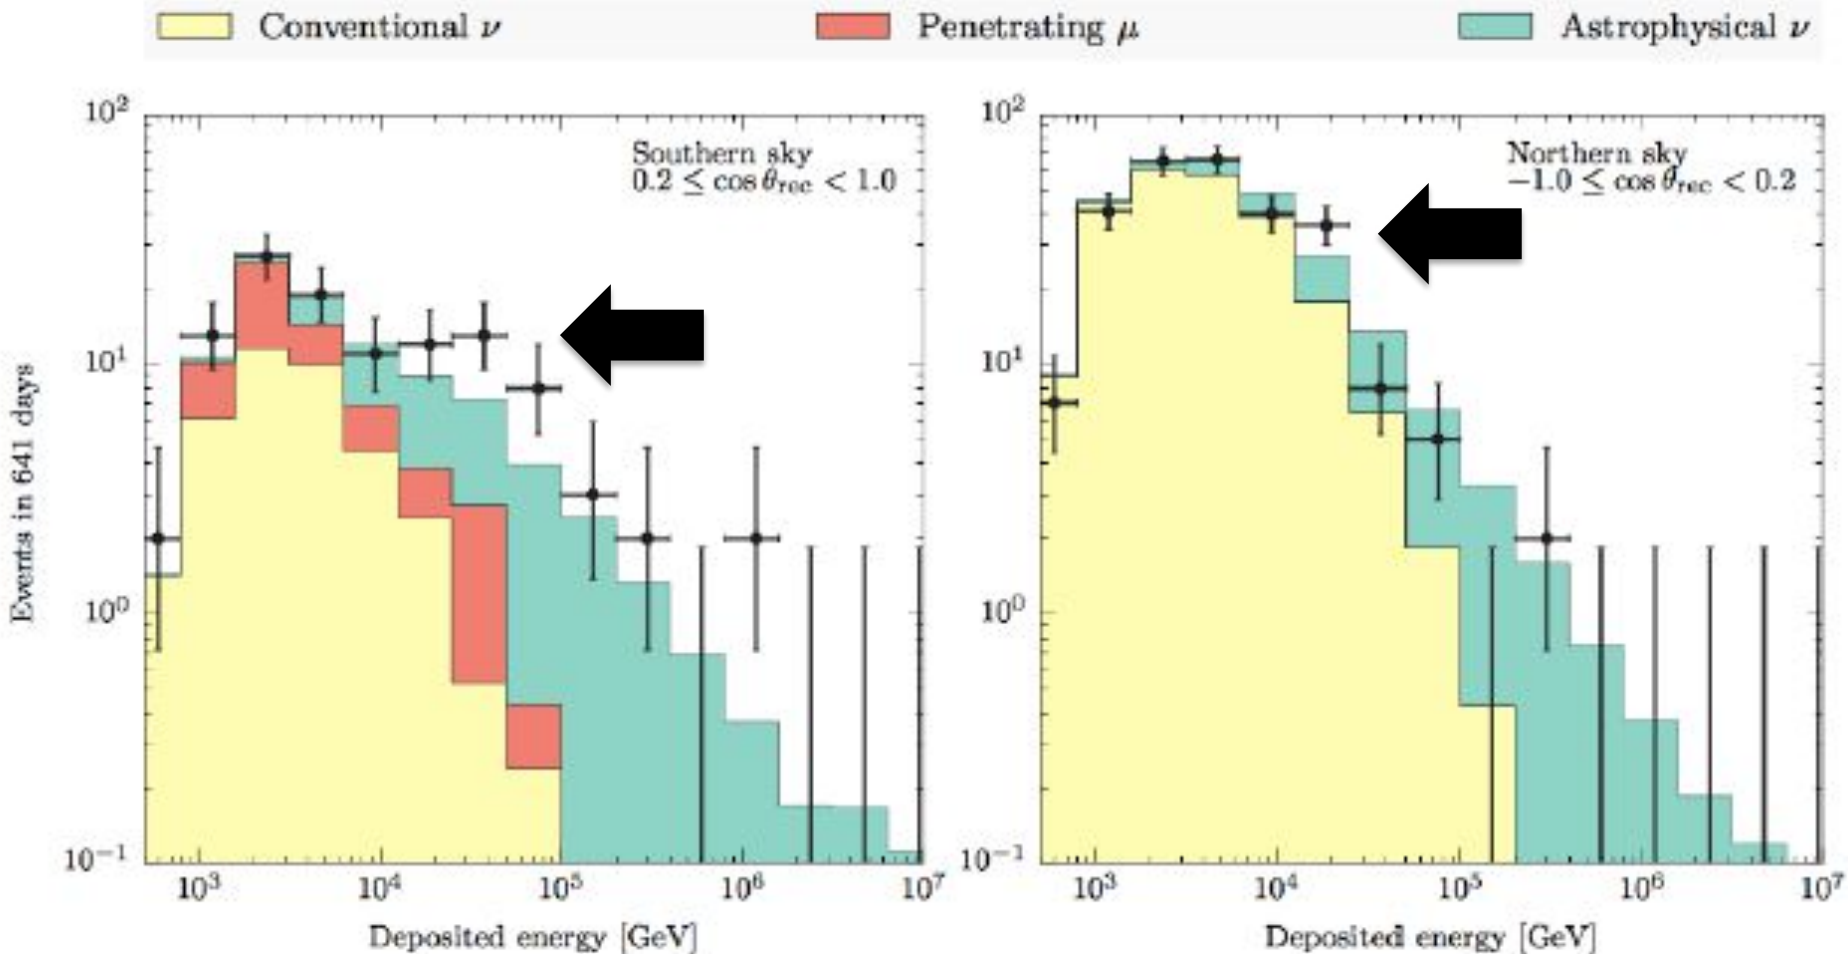 Conventional ν Penetrating μ Astrophysical ν
10² 10²
Southern sky Northern sky
0.2 ≤ cos θrec < 1.0 −1.0 ≤ cos θrec < 0.2
10¹ 10¹
Events in 641 days
10⁰ 10⁰
10⁻¹ 10⁻¹
10³ 10⁴ 10⁵ 10⁶ 10⁷ 10³ 10⁴ 10⁵ 10⁶ 10⁷
Deposited energy [GeV] Deposited energy [GeV]